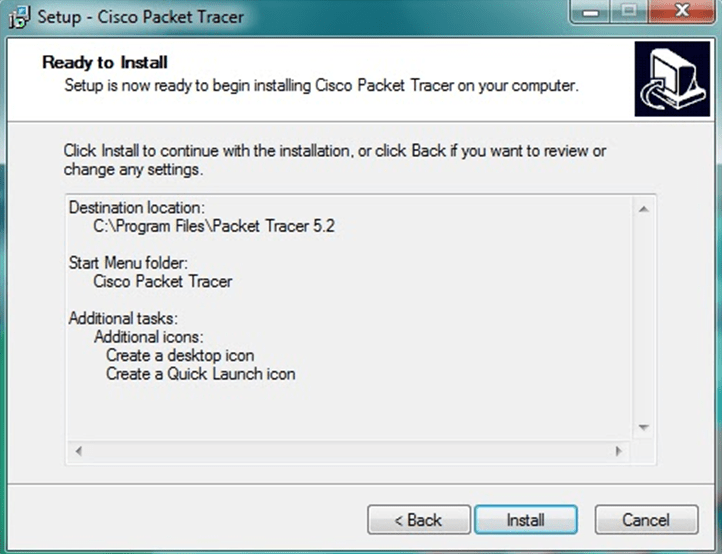 Setup - Cisco Packet Tracer
Ready to Install
Setup is now ready to begin installing Cisco Packet Tracer on your computer.
Click Install to continue with the installation, or click Back if you want to review or
change any settings.
Destination location:
C:\Program Files\Packet Tracer 5.2
Start Menu folder:
Cisco Packet Tracer
Additional tasks:
Additional icons:
Create a desktop icon
Create a Quick Launch icon
< Back Install Cancel